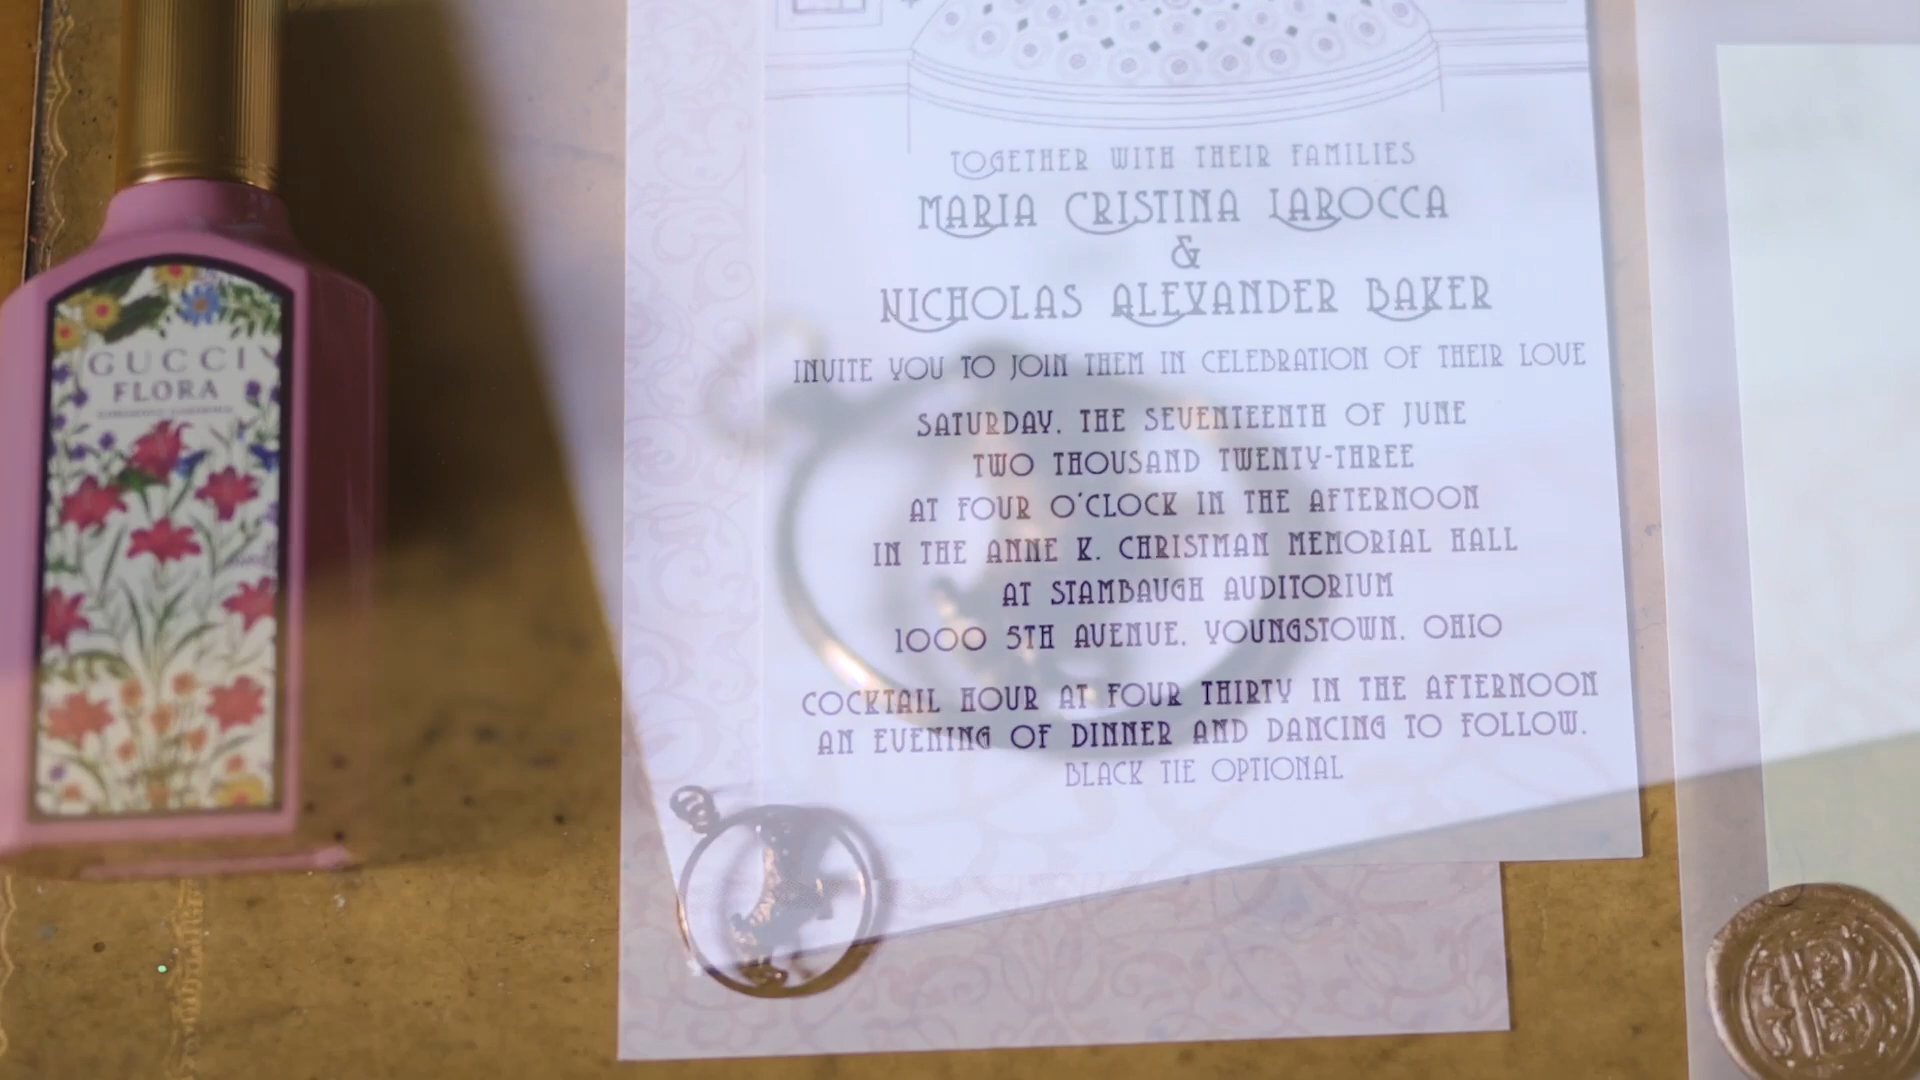 GUCCI
FLORA
TOGETHER WITH THEIR FAMILIES
MARIA CRISTINA LAROCCA
&
NICHOLAS ALEXANDER BAKER
INVITE YOU TO JOIN THEM IN CELEBRATION OF THEIR LOVE
SATURDAY, THE SEVENTEENTH OF JUNE
TWO THOUSAND TWENTY-THREE
AT FOUR O'CLOCK IN THE AFTERNOON
IN THE ANNE K. CHRISTMAN MEMORIAL HALL
AT STAMBAUGH AUDITORIUM
1000 5TH AVENUE, YOUNGSTOWN, OHIO
COCKTAIL HOUR AT FOUR THIRTY IN THE AFTERNOON
AN EVENING OF DINNER AND DANCING TO FOLLOW.
BLACK TIE OPTIONAL
B